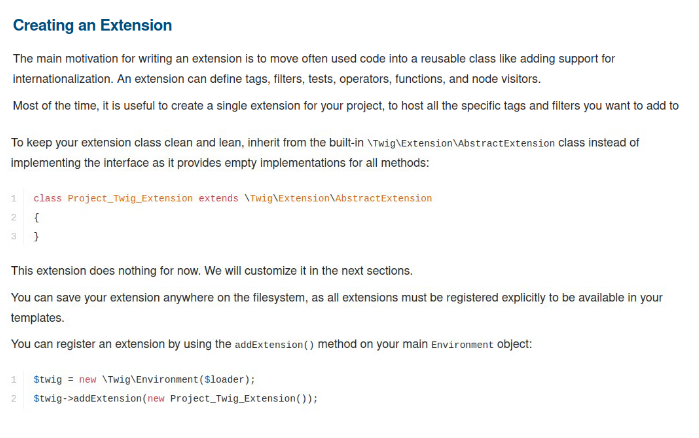 Creating an Extension
The main motivation for writing an extension is to move often used code into a reusable class like adding support for
internationalization. An extension can define tags, filters, tests, operators, functions, and node visitors.
Most of the time, it is useful to create a single extension for your project, to host all the specific tags and filters you want to add to
To keep your extension class clean and lean, inherit from the built-in \Twig\Extension\AbstractExtension class instead of
implementing the interface as it provides empty implementations for all methods:
1 class Project_Twig_Extension extends \Twig\Extension\AbstractExtension
2 {
3 }
This extension does nothing for now. We will customize it in the next sections.
You can save your extension anywhere on the filesystem, as all extensions must be registered explicitly to be available in your
templates.
You can register an extension by using the addExtension() method on your main Environment object:
1 $twig = new \Twig\Environment($loader);
2 $twig->addExtension(new Project_Twig_Extension());